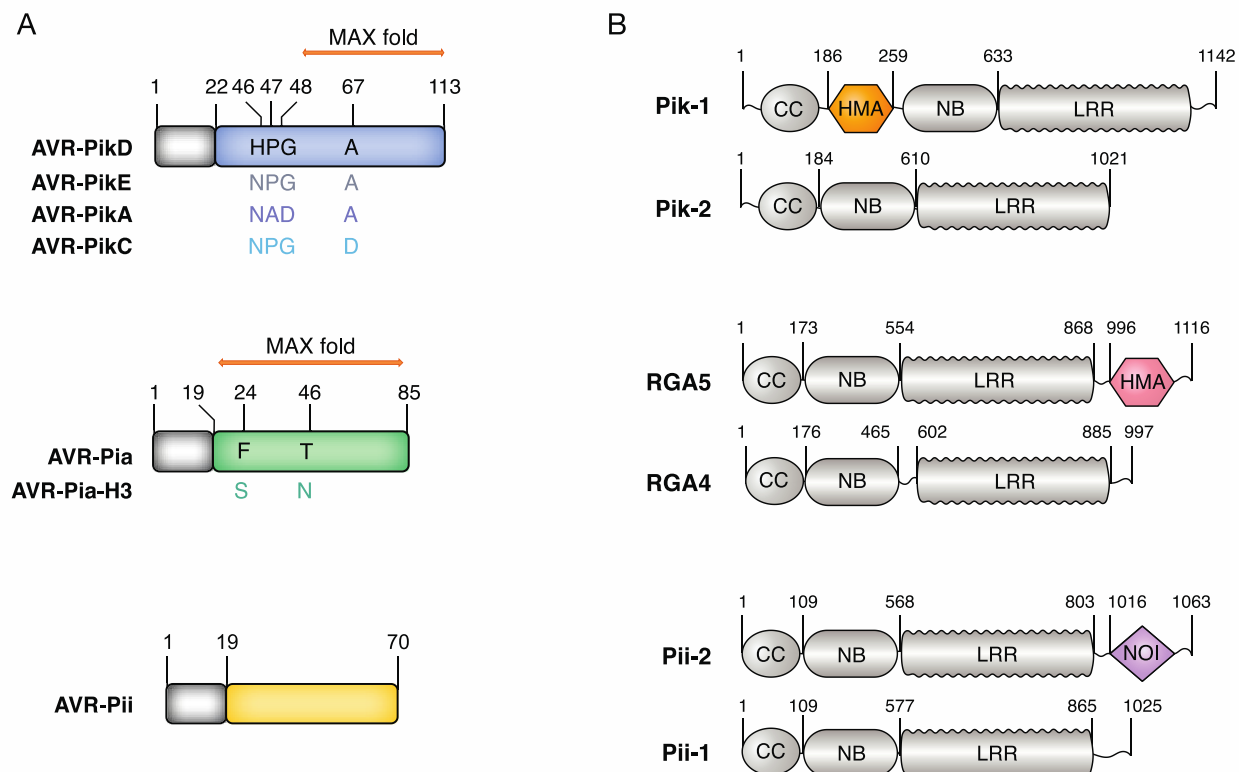 A
MAX fold
1 22 46 47 48 67 113
AVR-PikD HPG A
AVR-PikE NPG A
AVR-PikA NAD A
AVR-PikC NPG D
MAX fold
1 19 24 46 85
AVR-Pia F T
AVR-Pia-H3 S N
1 19 70
AVR-Pii
B
1 186 259 633 1142
Pik-1 CC HMA NB LRR
1 184 610 1021
Pik-2 CC NB LRR
1 173 554 868 996 1116
RGA5 CC NB LRR HMA
1 176 465 602 885 997
RGA4 CC NB LRR
1 109 568 803 1016 1063
Pii-2 CC NB LRR NOI
1 109 577 865 1025
Pii-1 CC NB LRR